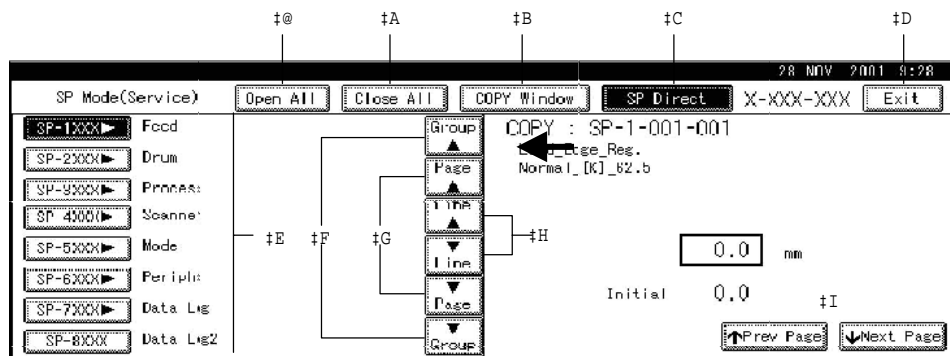 ‡@ ‡A ‡B ‡C ‡D
28 NOV 2001 9:28
SP Mode(Service) Open All Close All COPY Window SP Direct X-XXX-XXX Exit
SP-1XXX Feed
SP-2XXX Drum
SP-3XXX Process
SP-4XXX Scanner
SP-5XXX Mode
SP-6XXX Periph
SP-7XXX Data Log
SP-8XXX Data Log2
‡E ‡F ‡G ‡H
Group
Page
Line
Line
Page
Group
COPY : SP-1-001-001
Lead_Edge_Reg.
Normal_[K]_62.5
0.0 mm
Initial 0.0 ‡I
↑Prev Page ↓Next Page